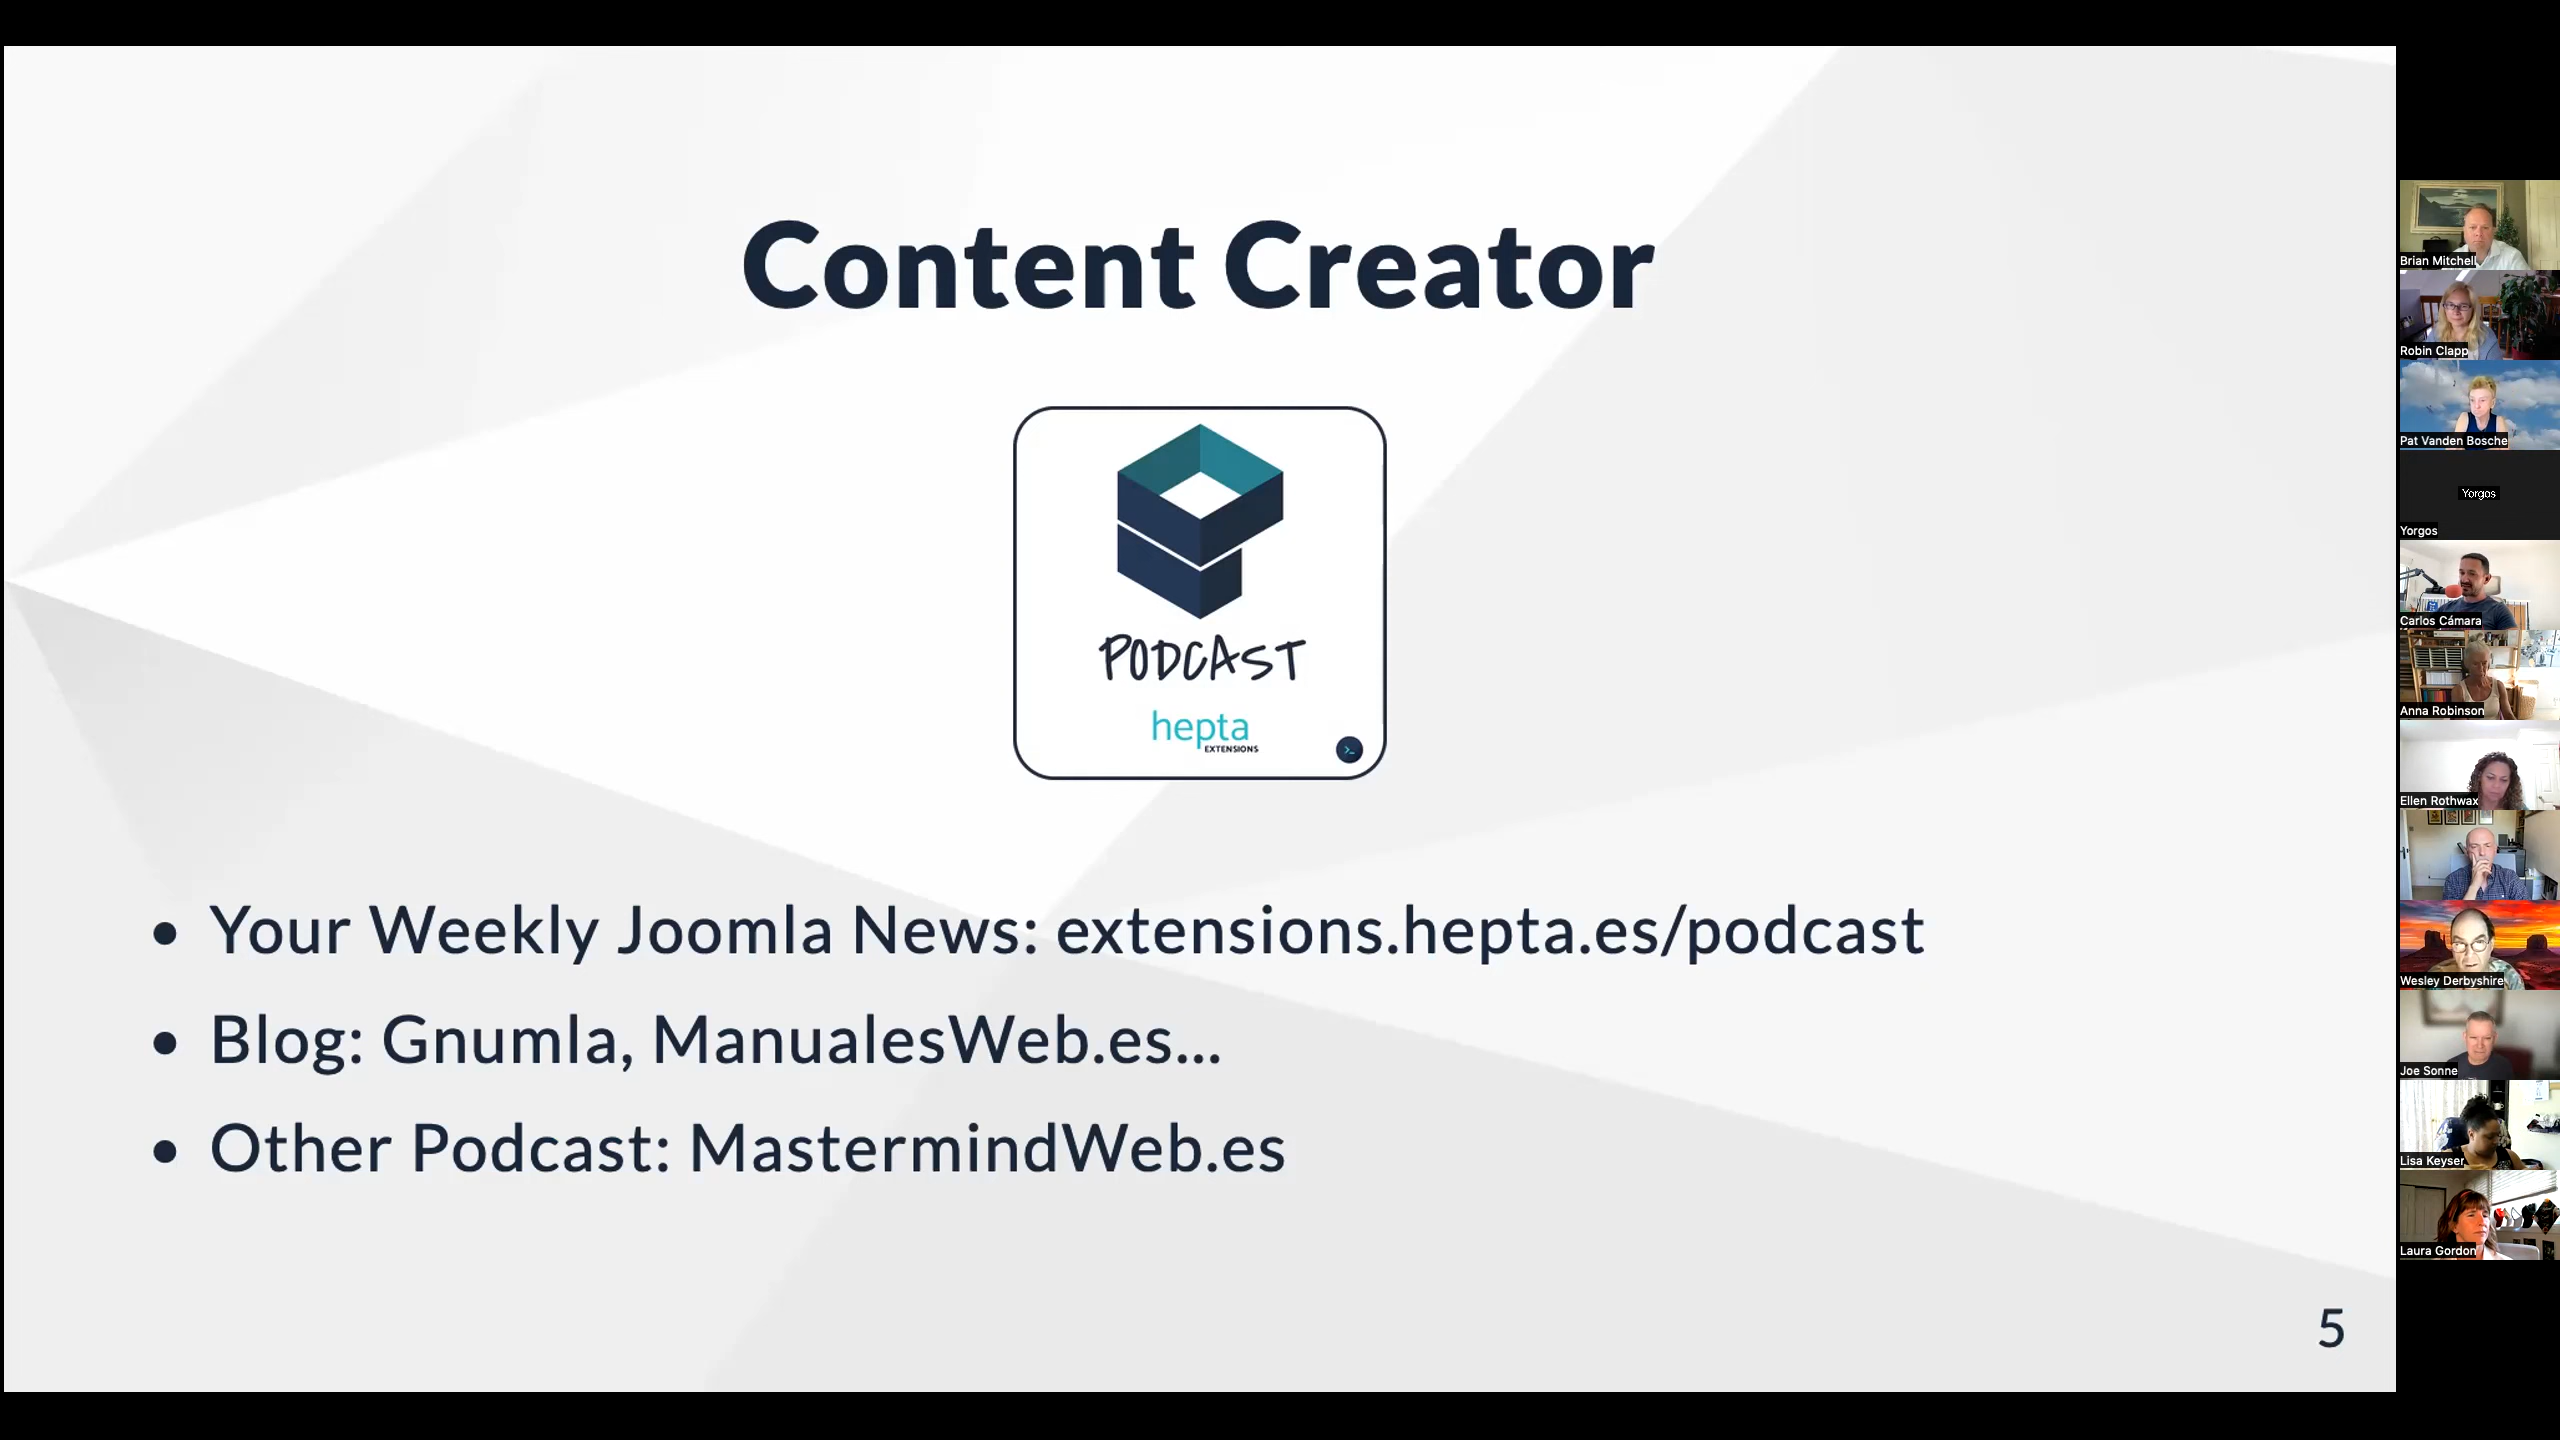 Content Creator
PODCAST
hepta
EXTENSIONS
>_
• Your Weekly Joomla News: extensions.hepta.es/podcast
• Blog: Gnumla, ManualesWeb.es...
• Other Podcast: MastermindWeb.es
5
Brian Mitchell
Robin Clapp
Pat Vanden Bosche
Yorgos
Yorgos
Carlos Cámara
Anna Robinson
Ellen Rothwax
Wesley Derbyshire
Joe Sonne
Lisa Keyser
Laura Gordon